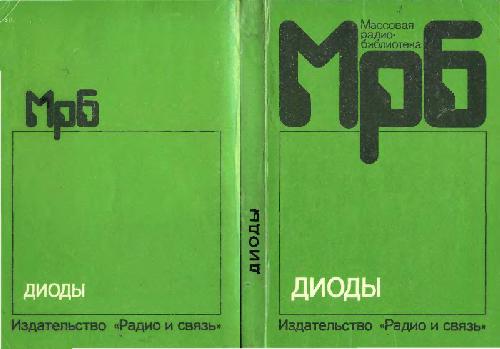 МрБ
ДИОДЫ
Издательство «Радио и связь»
ДИОДЫ
Массовая
радио-
библиотека
МрБ
ДИОДЫ
Издательство «Радио и связь»